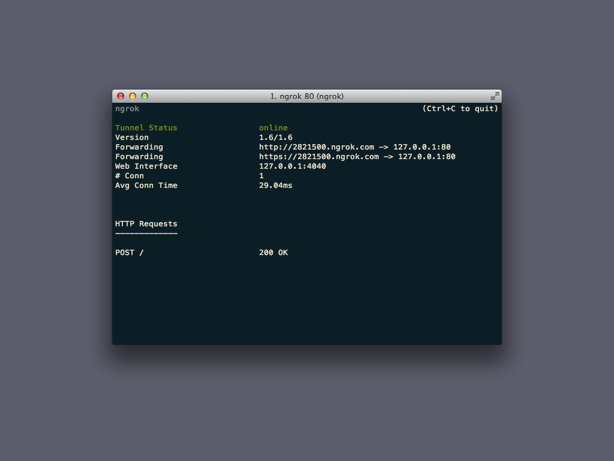 1. ngrok 80 (ngrok)
ngrok (Ctrl+C to quit)
Tunnel Status online
Version 1.6/1.6
Forwarding http://2821500.ngrok.com -> 127.0.0.1:80
Forwarding https://2821500.ngrok.com -> 127.0.0.1:80
Web Interface 127.0.0.1:4040
# Conn 1
Avg Conn Time 29.04ms
HTTP Requests
-------------
POST / 200 OK